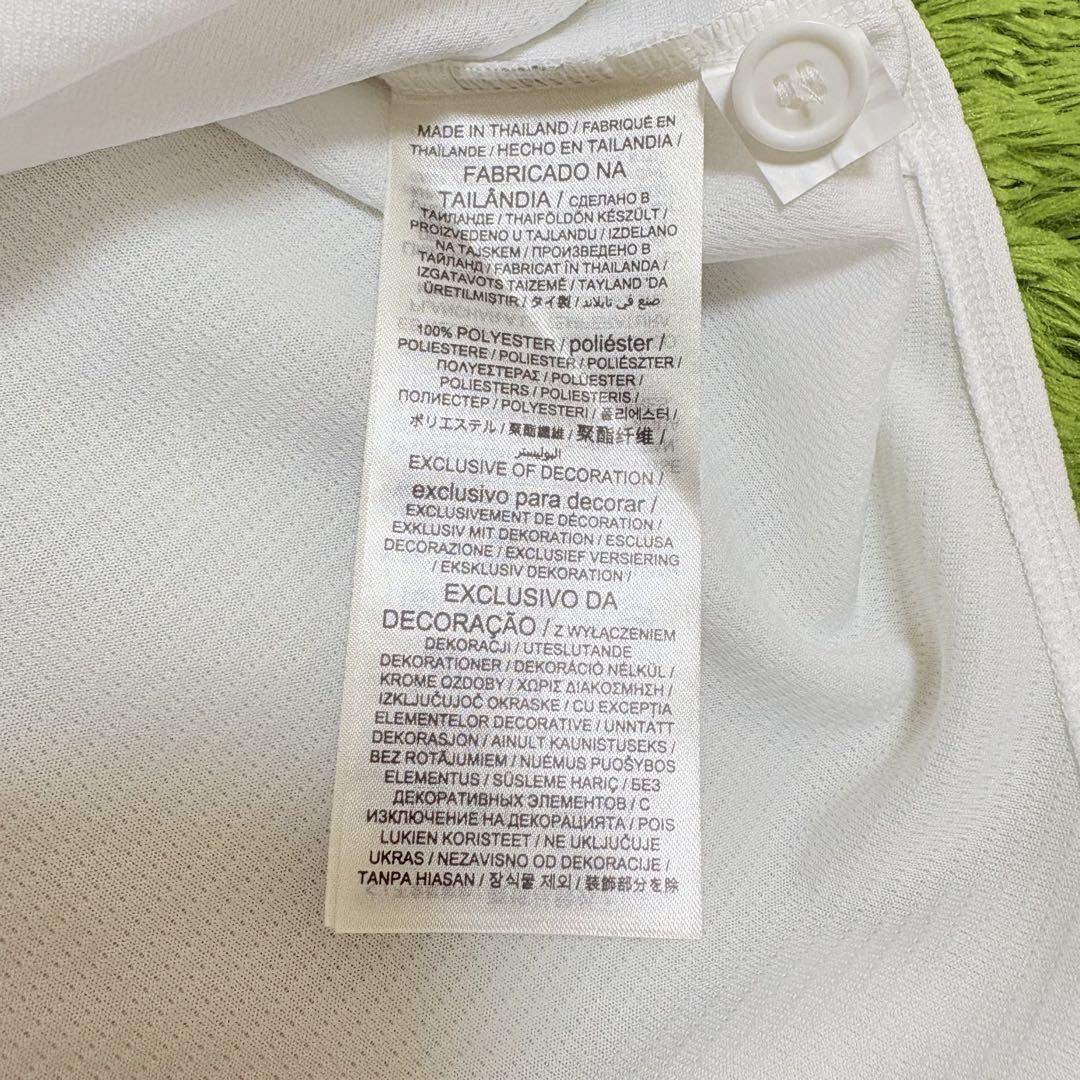 MADE IN THAILAND / FABRIQUÉ EN
THAÏLANDE / HECHO EN TAILANDIA /
FABRICADO NA
TAILÂNDIA / СДЕЛАНО В
ТАИЛАНДЕ / THAIFÖLDÖN KÉSZÜLT /
PROIZVEDENO U TAJLANDU / IZDELANO
NA TAJSKEM / ПРОИЗВЕДЕНО В
ТАЙЛАНД / FABRICAT ÎN THAILANDA /
IZGATAVOTS TAIZEMĒ / TAYLAND 'DA
ÜRETILMIŞTIR / タイ製 / صنع في تايلاند
100% POLYESTER / poliéster /
POLIESTERE / POLIESTER / POLIÉSZTER /
ΠΟΛΥΕΣΤΕΡΑΣ / POLÜESTER /
POLIESTERS / POLIESTERIS /
ПОЛИЕСТЕР / POLYESTERI / 폴리에스터 /
ポリエステル / 聚酯纖維 / 聚酯纤维 /
البوليستر
EXCLUSIVE OF DECORATION /
exclusivo para decorar /
EXCLUSIVEMENT DE DÉCORATION /
EXKLUSIV MIT DEKORATION / ESCLUSA
DECORAZIONE / EXCLUSIEF VERSIERING
/ EKSKLUSIV DEKORATION /
EXCLUSIVO DA
DECORAÇÃO / Z WYŁĄCZENIEM
DEKORACJI / UTESLUTANDE
DEKORATIONER / DEKORÁCIÓ NÉLKÜL /
KROME OZDOBY / ΧΩΡΙΣ ΔΙΑΚΟΣΜΗΣΗ /
IZKLJUČUJOČ OKRASKE / CU EXCEPȚIA
ELEMENTELOR DECORATIVE / UNNTATT
DEKORASJON / AINULT KAUNISTUSEKS /
BEZ ROTĀJUMIEM / NUĖMUS PUOŠYBOS
ELEMENTUS / SÜSLEME HARIÇ / БЕЗ
ДЕКОРАТИВНЫХ ЭЛЕМЕНТОВ / С
ИЗКЛЮЧЕНИЕ НА ДЕКОРАЦИЯТА / POIS
LUKIEN KORISTEET / NE UKLJUČUJE
UKRAS / NEZAVISNO OD DEKORACIJE /
TANPA HIASAN / 장식물 제외 / 装飾部分を除